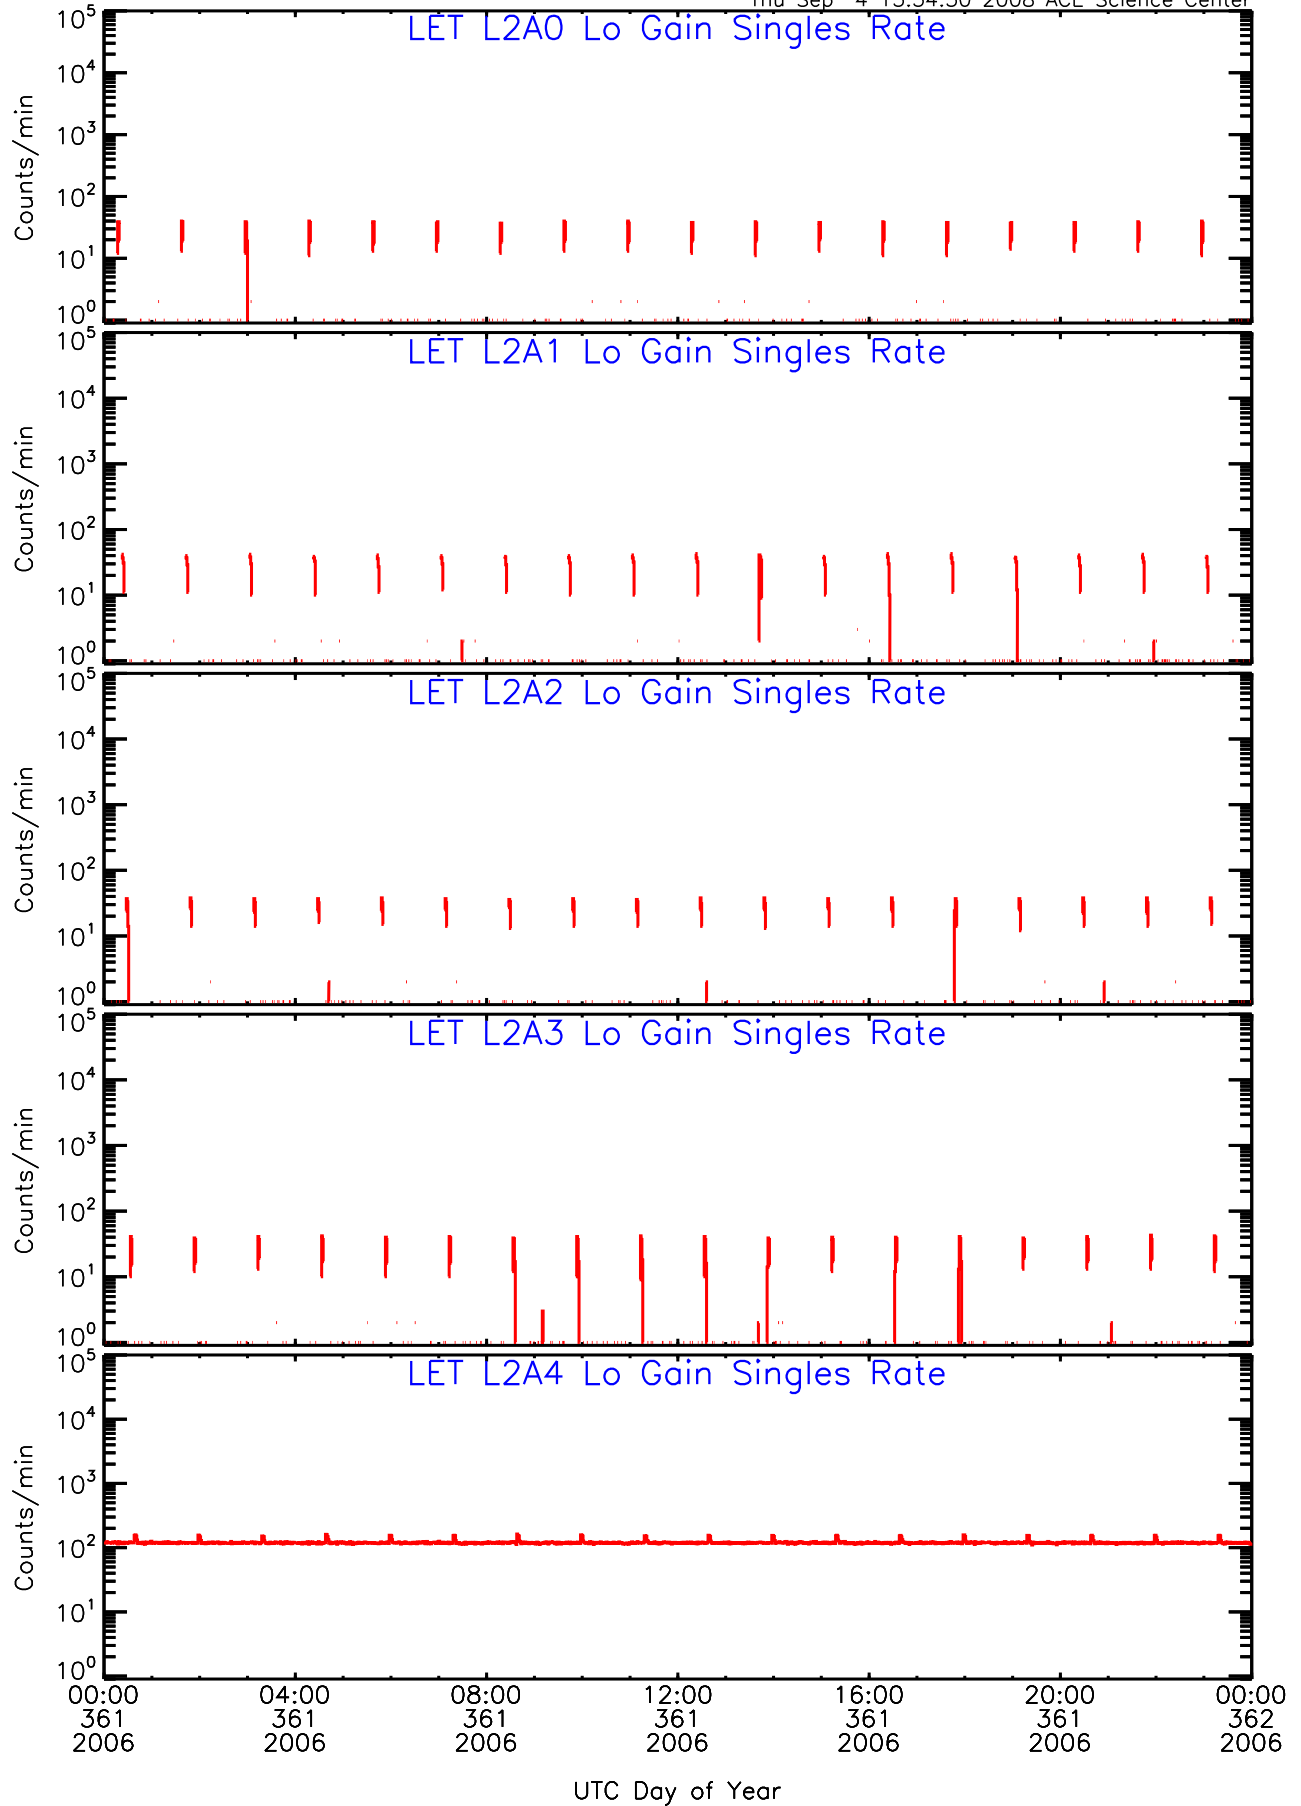 LET L2A0 Lo Gain Singles Rate
10^5
10^4
10^3
10^2
10^1
10^0
Counts/min
LET L2A1 Lo Gain Singles Rate
10^5
10^4
10^3
10^2
10^1
10^0
Counts/min
LET L2A2 Lo Gain Singles Rate
10^5
10^4
10^3
10^2
10^1
10^0
Counts/min
LET L2A3 Lo Gain Singles Rate
10^5
10^4
10^3
10^2
10^1
10^0
Counts/min
LET L2A4 Lo Gain Singles Rate
10^5
10^4
10^3
10^2
10^1
10^0
Counts/min
00:00 04:00 08:00 12:00 16:00 20:00 00:00
361 361 361 361 361 361 362
2006 2006 2006 2006 2006 2006 2006
UTC Day of Year